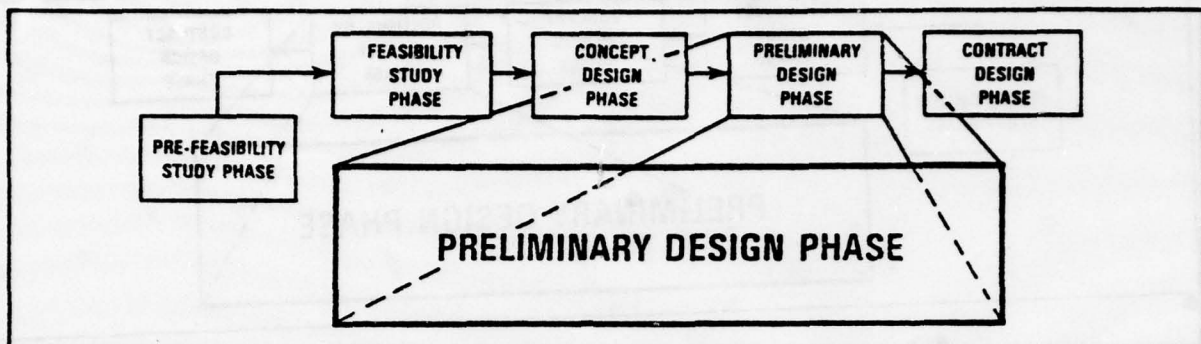 FEASIBILITY
STUDY
PHASE
CONCEPT
DESIGN
PHASE
PRELIMINARY
DESIGN
PHASE
CONTRACT
DESIGN
PHASE
PRE-FEASIBILITY
STUDY PHASE
PRELIMINARY DESIGN PHASE